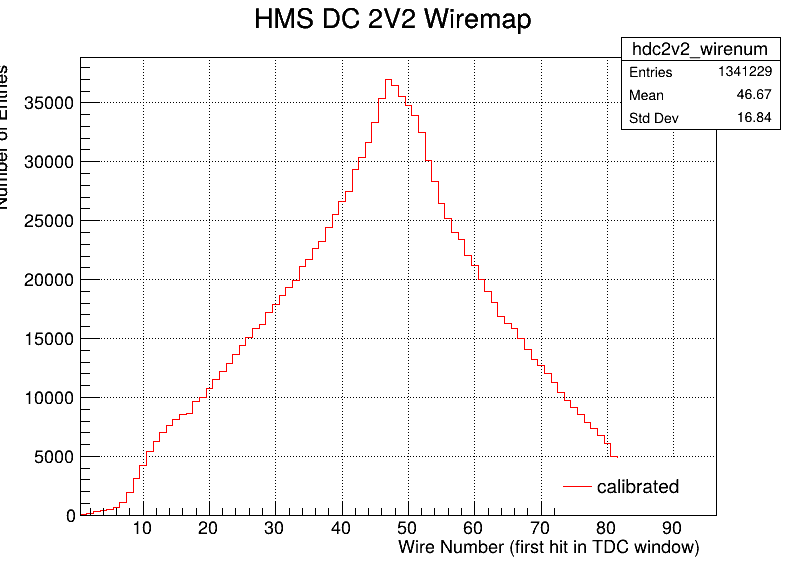 HMS DC 2V2 Wiremap
hdc2v2_wirenum
Entries 1341229
Mean 46.67
Std Dev 16.84
Number of Entries
35000
30000
25000
20000
15000
10000
5000
0
10 20 30 40 50 60 70 80 90
calibrated
Wire Number (first hit in TDC window)